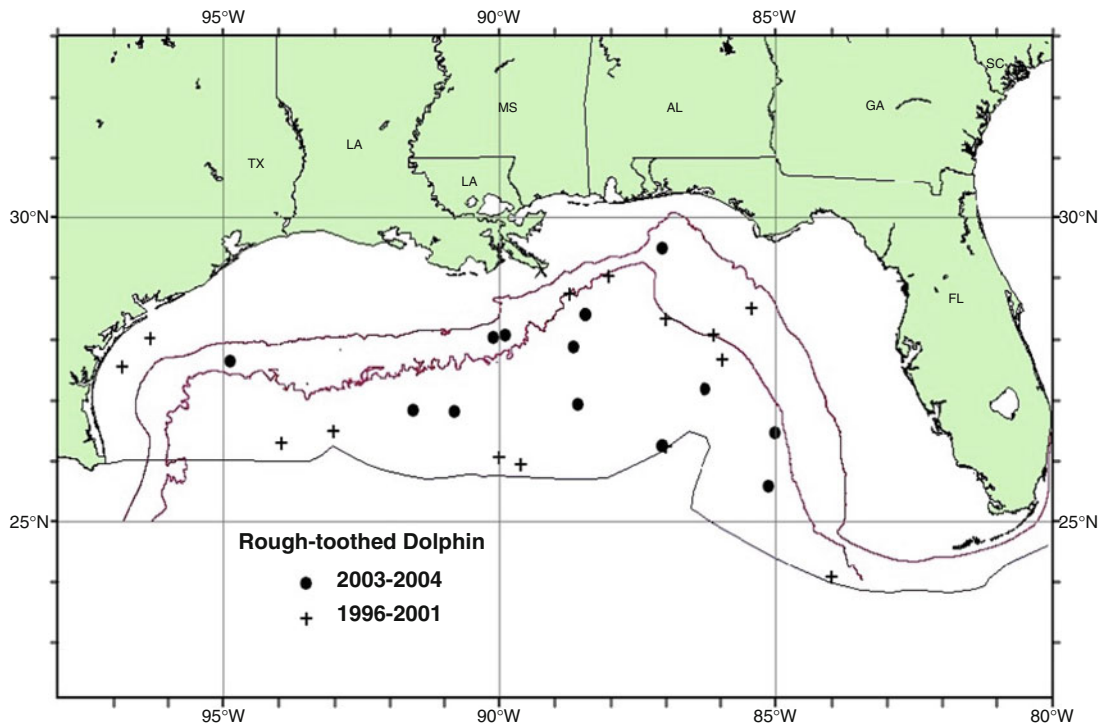 95°W 90°W 85°W
SC
MS AL GA
LA
TX
LA
30°N 30°N
FL
25°N 25°N
Rough-toothed Dolphin
2003-2004
1996-2001
95°W 90°W 85°W 80°W